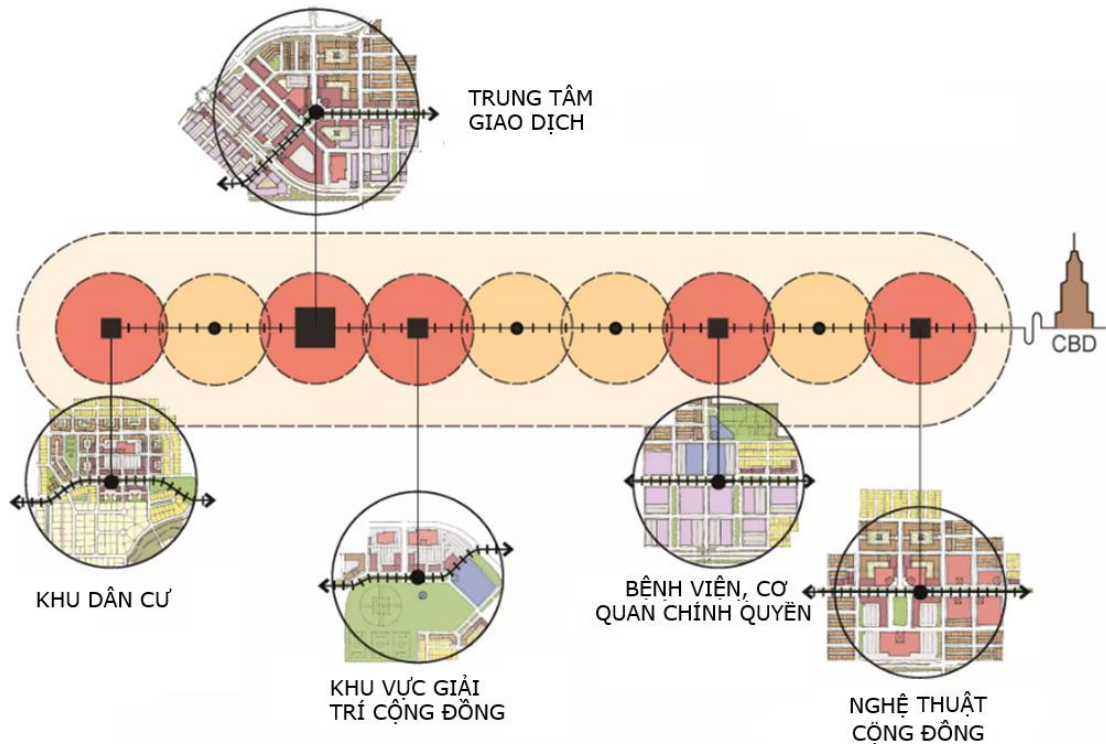 TRUNG TÂM
GIAO DỊCH
CBD
KHU DÂN CƯ
KHU VỰC GIẢI
TRÍ CỘNG ĐỒNG
BỆNH VIỆN, CƠ
QUAN CHÍNH QUYỀN
NGHỆ THUẬT
CỘNG ĐỒNG